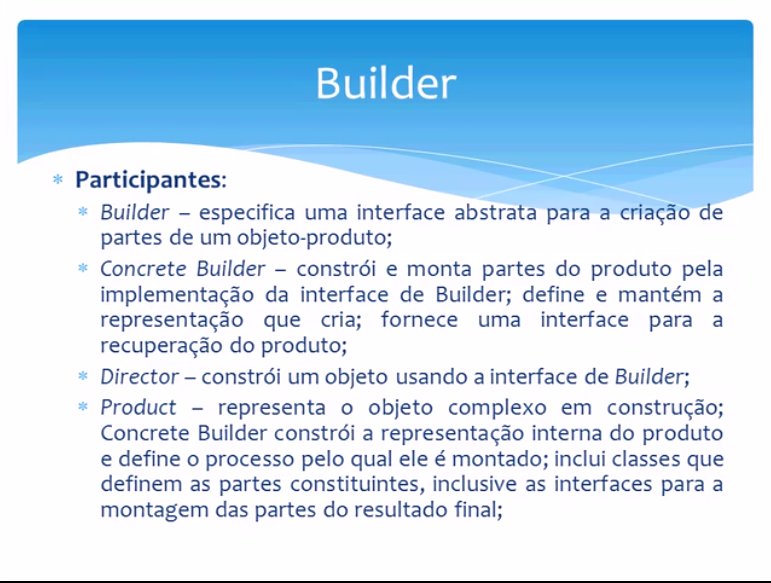 Builder
* Participantes:
* Builder – especifica uma interface abstrata para a criação de
partes de um objeto-produto;
* Concrete Builder – constrói e monta partes do produto pela
implementação da interface de Builder; define e mantém a
representação que cria; fornece uma interface para a
recuperação do produto;
* Director – constrói um objeto usando a interface de Builder;
* Product – representa o objeto complexo em construção;
Concrete Builder constrói a representação interna do produto
e define o processo pelo qual ele é montado; inclui classes que
definem as partes constituintes, inclusive as interfaces para a
montagem das partes do resultado final;